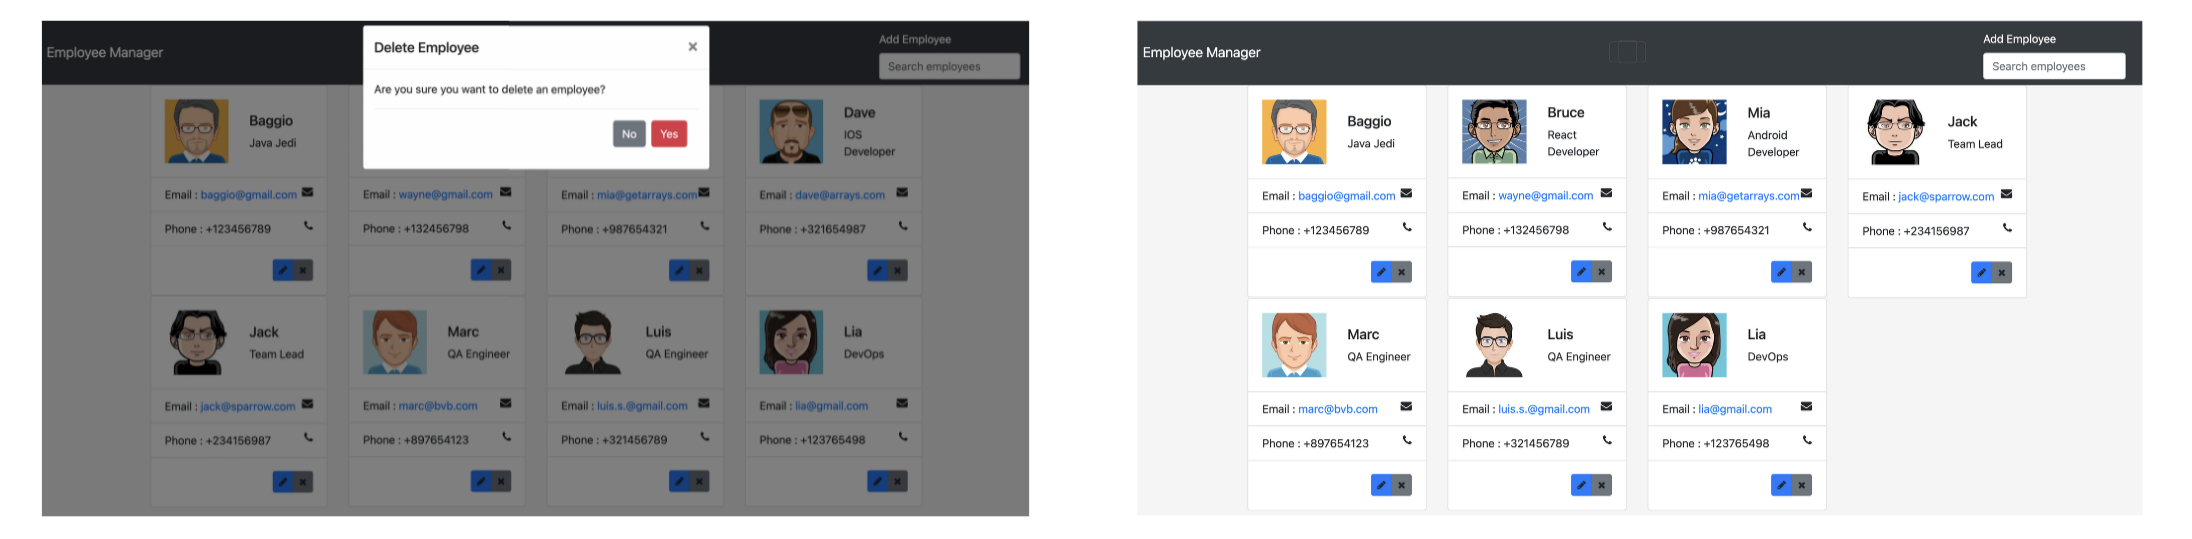 Employee Manager
Delete Employee ×
Add Employee
Search employees
Are you sure you want to delete an employee?
No Yes
Baggio
Java Jedi
Email : baggio@gmail.com
Phone : +123456789
Email : wayne@gmail.com
Phone : +132456798
Email : mia@getarrays.com
Phone : +987654321
Dave
IOS
Developer
Email : dave@arrays.com
Phone : +321654987
Jack
Team Lead
Email : jack@sparrow.com
Phone : +234156987
Marc
QA Engineer
Email : marc@bvb.com
Phone : +897654123
Luis
QA Engineer
Email : luis.s.@gmail.com
Phone : +321456789
Lia
DevOps
Email : lia@gmail.com
Phone : +123765498
Employee Manager
Add Employee
Search employees
Baggio
Java Jedi
Email : baggio@gmail.com
Phone : +123456789
Bruce
React
Developer
Email : wayne@gmail.com
Phone : +132456798
Mia
Android
Developer
Email : mia@getarrays.com
Phone : +987654321
Jack
Team Lead
Email : jack@sparrow.com
Phone : +234156987
Marc
QA Engineer
Email : marc@bvb.com
Phone : +897654123
Luis
QA Engineer
Email : luis.s.@gmail.com
Phone : +321456789
Lia
DevOps
Email : lia@gmail.com
Phone : +123765498